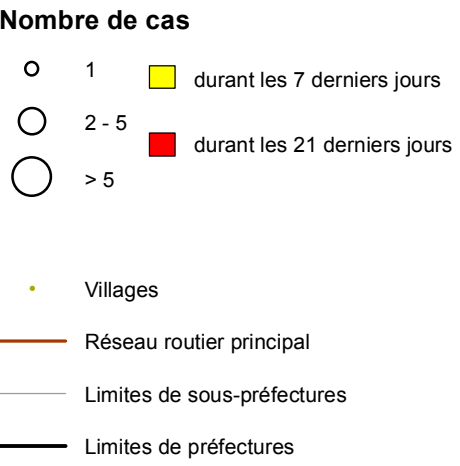 Nombre de cas
1
durant les 7 derniers jours
2 - 5
durant les 21 derniers jours
> 5
Villages
Réseau routier principal
Limites de sous-préfectures
Limites de préfectures